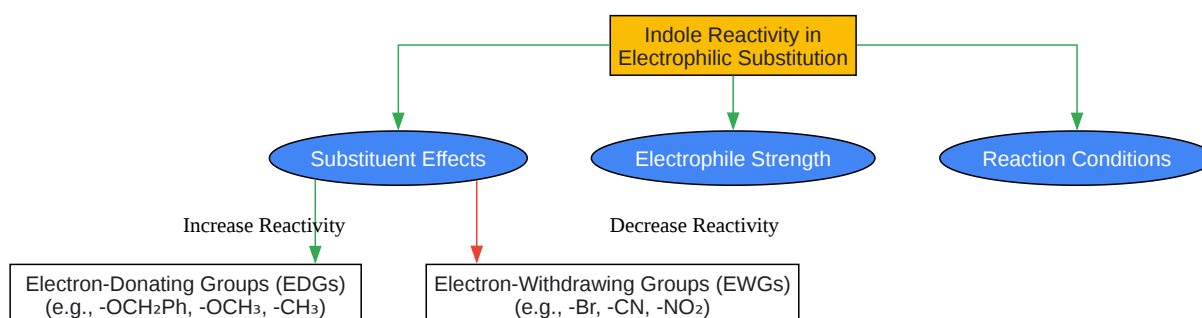 Indole Reactivity in
Electrophilic Substitution
Substituent Effects
Electrophile Strength
Reaction Conditions
Increase Reactivity
Decrease Reactivity
Electron-Donating Groups (EDGs)
(e.g., -OCH₂Ph, -OCH₃, -CH₃)
Electron-Withdrawing Groups (EWGs)
(e.g., -Br, -CN, -NO₂)